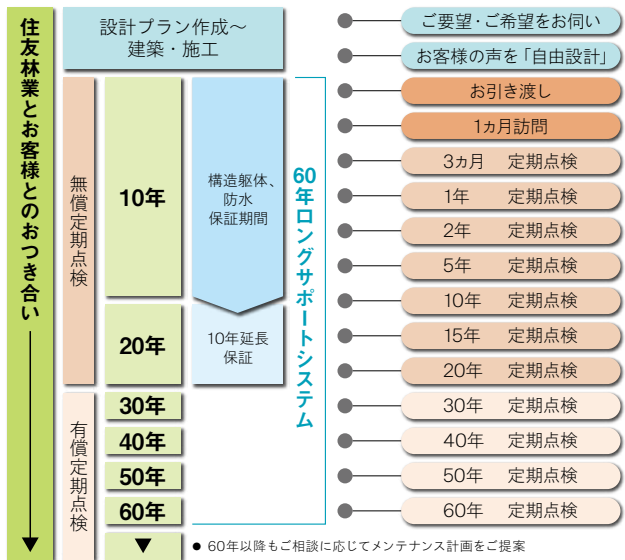 住友林業とお客様とのおつき合い
設計プラン作成～
建築・施工
無償定期点検
10年
構造躯体、
防水
保証期間
20年
10年延長
保証
有償定期点検
30年
40年
50年
60年
▼
60年ロングサポートシステム
ご要望・ご希望をお伺い
お客様の声を「自由設計」
お引き渡し
1ヵ月訪問
3ヵ月 定期点検
1年 定期点検
2年 定期点検
5年 定期点検
10年 定期点検
15年 定期点検
20年 定期点検
30年 定期点検
40年 定期点検
50年 定期点検
60年 定期点検
● 60年以降もご相談に応じてメンテナンス計画をご提案